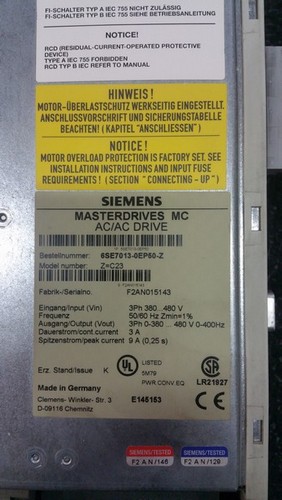 FI-SCHALTER TYP A IEC 755 NICHT ZULÄSSIG
FI-SCHALTER TYP B IEC 755 SIEHE BETRIEBSANLEITUNG
NOTICE!
RCD (RESIDUAL-CURRENT-OPERATED PROTECTIVE
DEVICE)
TYPE A IEC 755 FORBIDDEN
RCD TYP B IEC REFER TO MANUAL
HINWEIS!
MOTOR-ÜBERLASTSCHUTZ WERKSEITIG EINGESTELLT.
ANSCHLUSSVORSCHRIFT UND SICHERUNGSTABELLE
BEACHTEN! ( KAPITEL "ANSCHLIESSEN" )
NOTICE!
MOTOR OVERLOAD PROTECTION IS FACTORY SET. SEE
INSTALLATION INSTRUCTIONS AND INPUT FUSE
REQUIREMENTS! ( SECTION "CONNECTING - UP" )
SIEMENS
MASTERDRIVES MC
AC/AC DRIVE
Bestellnummer: 6SE7013-0EP50-Z
Model number: Z=C23
Fabrik-/Serialno. F2AN015143
Eingang/Input (Vin) 3Ph 380...480 V
Frequenz 50/60 Hz Zmin=1%
Ausgang/Output (Vout) 3Ph 0-380 ... 480 V 0-400Hz
Dauerstrom/cont.current 3 A
Spitzenstrom/peak current 9 A (0,25 s)
Erz. Stand/issue K
UL LISTED
5M79
PWR.CONV.EQ
LR21927
Made in Germany
Clemens- Winkler- Str. 3 E145153
D-09116 Chemnitz
CE
SIEMENS/TESTED SIEMENS/TESTED
F2 A N/146 F2 A N/129